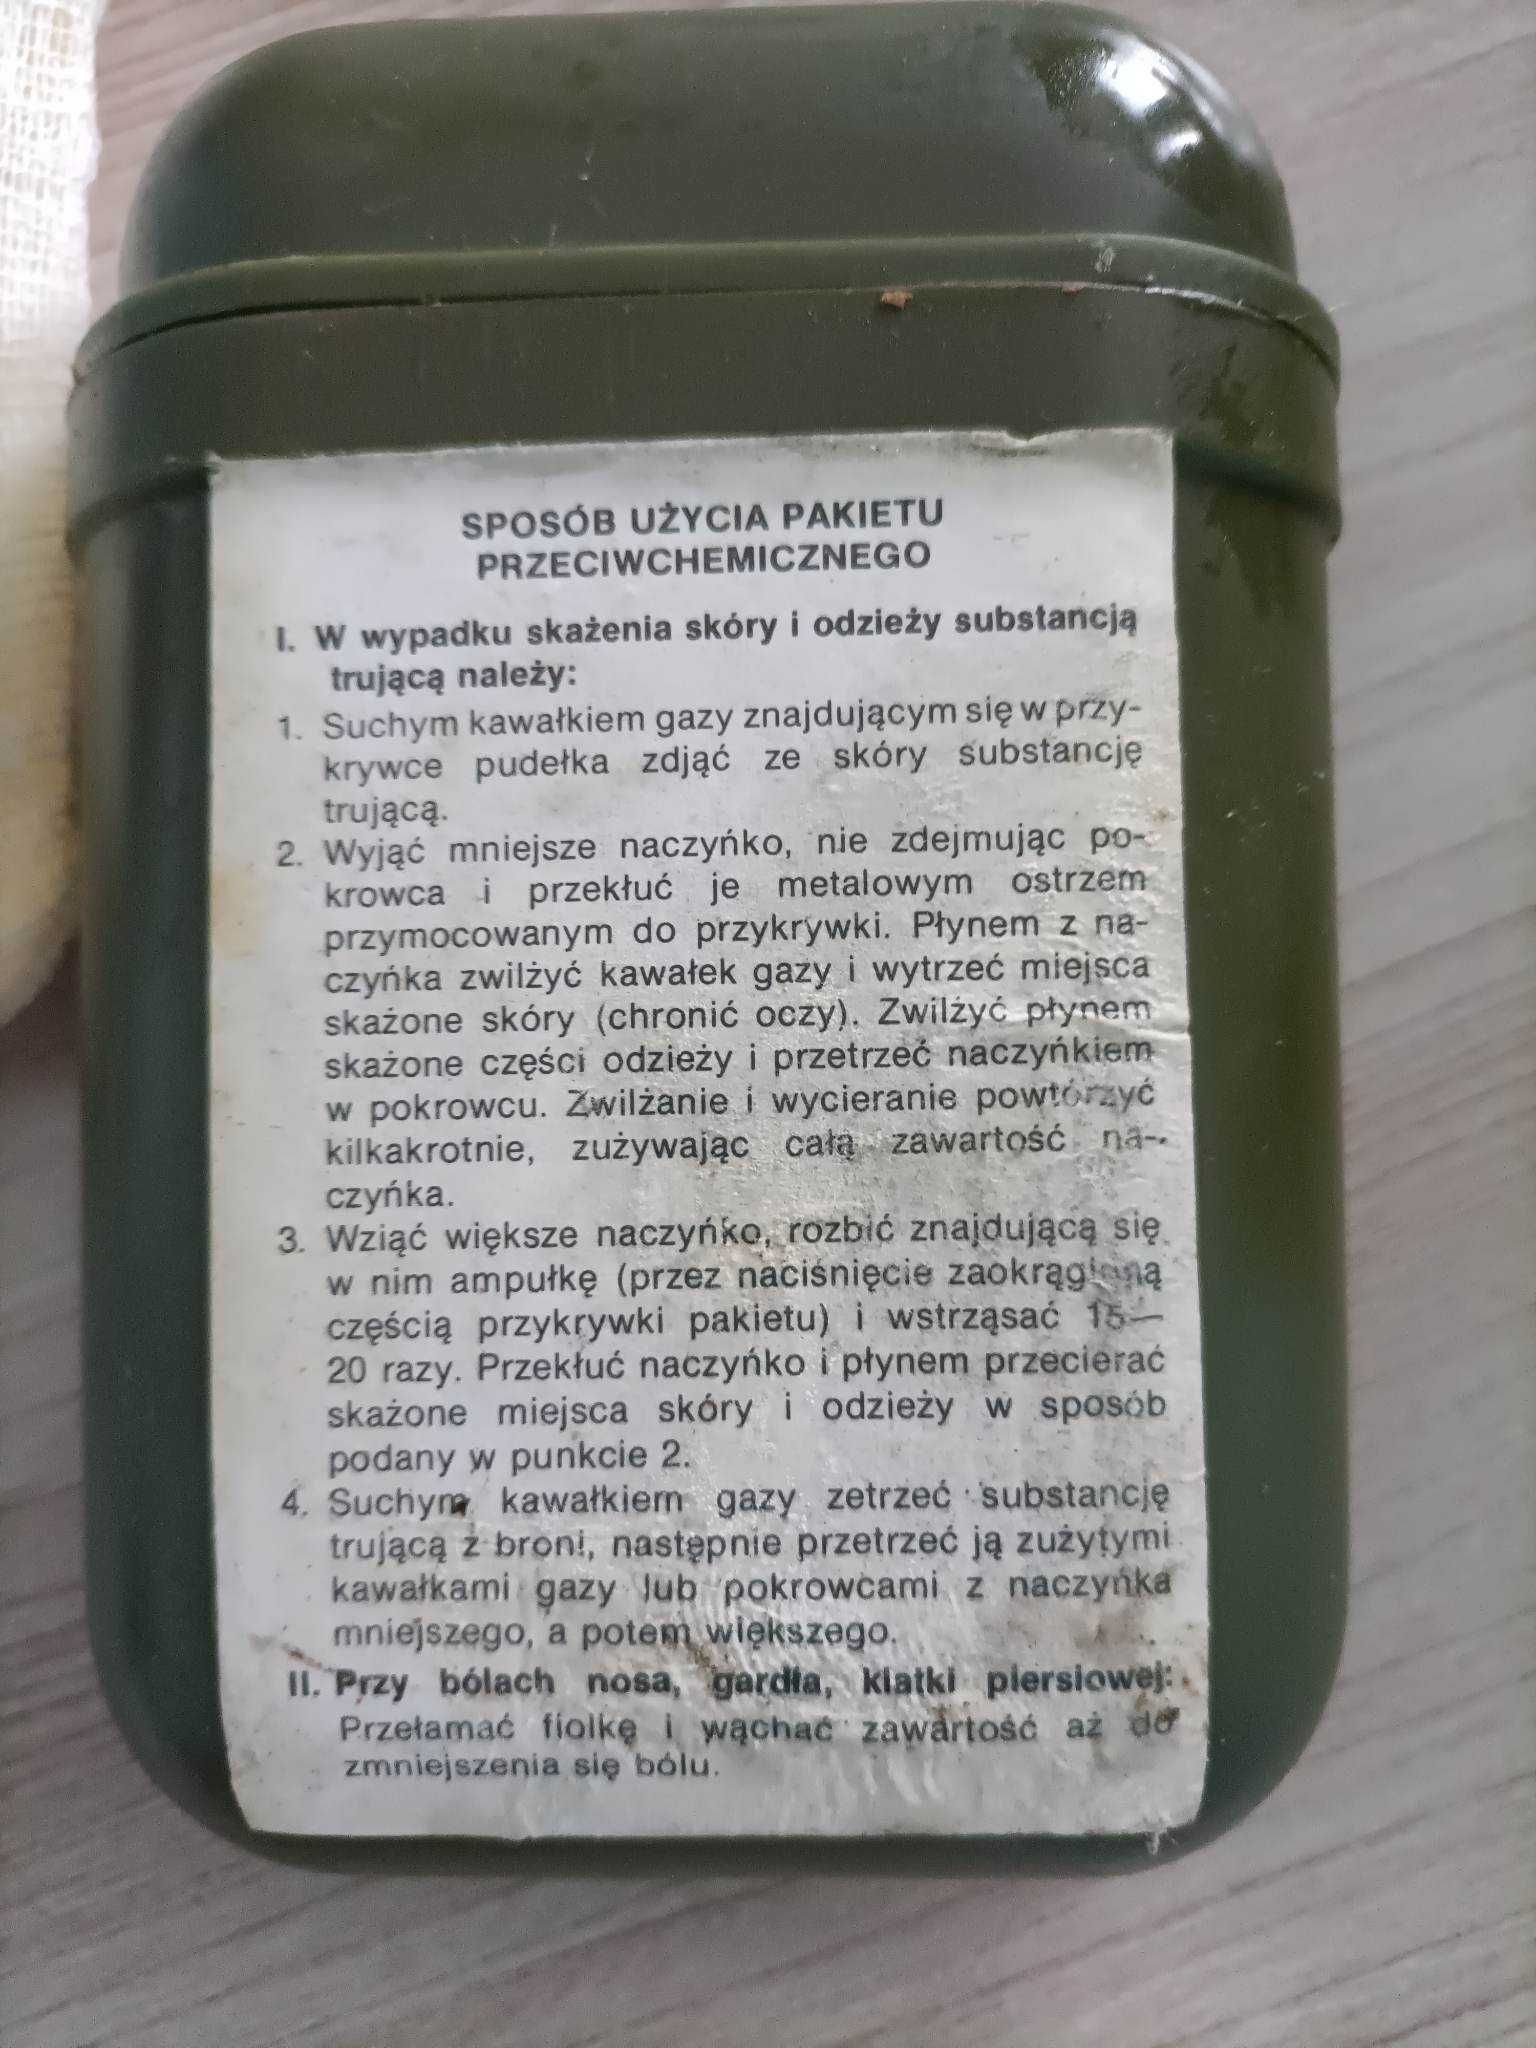 SPOSÓB UŻYCIA PAKIETU
PRZECIWCHEMICZNEGO
I. W wypadku skażenia skóry i odzieży substancją
trującą należy:
1. Suchym kawałkiem gazy znajdującym się w przy-
krywce pudełka zdjąć ze skóry substancję
trującą.
2. Wyjąć mniejsze naczyńko, nie zdejmując po-
krowca i przekłuć je metalowym ostrzem
przymocowanym do przykrywki. Płynem z na-
czyńka zwilżyć kawałek gazy i wytrzeć miejsca
skażone skóry (chronić oczy). Zwilżyć płynem
skażone części odzieży i przetrzeć naczyńkiem
w pokrowcu. Zwilżanie i wycieranie powtórzyć
kilkakrotnie, zużywając całą zawartość na-
czyńka.
3. Wziąć większe naczyńko, rozbić znajdującą się
w nim ampułkę (przez naciśnięcie zaokrągloną
częścią przykrywki pakietu) i wstrząsać 15—
20 razy. Przekłuć naczyńko i płynem przecierać
skażone miejsca skóry i odzieży w sposób
podany w punkcie 2.
4. Suchym kawałkiem gazy zetrzeć substancję
trującą z broni, następnie przetrzeć ją zużytymi
kawałkami gazy lub pokrowcami z naczyńka
mniejszego, a potem większego.
II. Przy bólach nosa, gardła, klatki piersiowej:
Przełamać fiolkę i wąchać zawartość aż do
zmniejszenia się bólu.